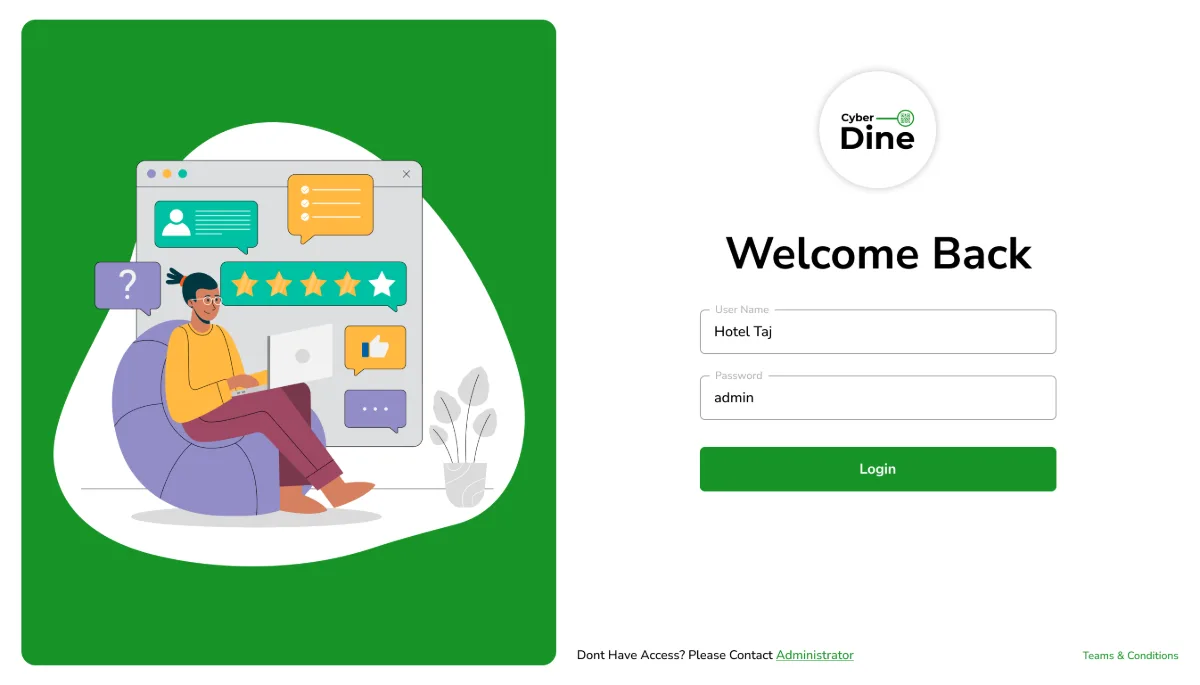 ?
Cyber
Dine
Welcome Back
User Name
Hotel Taj
Password
admin
Login
Dont Have Access? Please Contact Administrator
Teams & Conditions